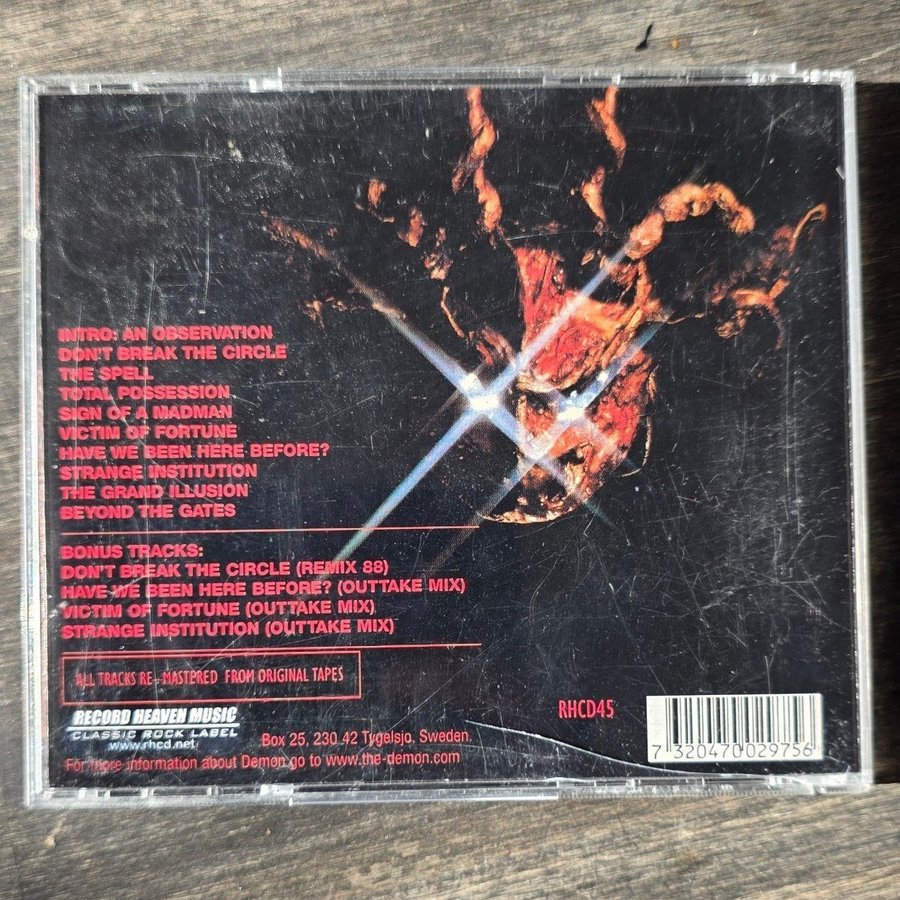 INTRO: AN OBSERVATION
DON'T BREAK THE CIRCLE
THE SPELL
TOTAL POSSESSION
SIGN OF A MADMAN
VICTIM OF FORTUNE
HAVE WE BEEN HERE BEFORE?
STRANGE INSTITUTION
THE GRAND ILLUSION
BEYOND THE GATES
BONUS TRACKS:
DON'T BREAK THE CIRCLE (REMIX 88)
HAVE WE BEEN HERE BEFORE? (OUTTAKE MIX)
VICTIM OF FORTUNE (OUTTAKE MIX)
STRANGE INSTITUTION (OUTTAKE MIX)
ALL TRACKS RE-MASTERED FROM ORIGINAL TAPES
RECORD HEAVEN MUSIC
CLASSIC ROCK LABEL
www.rhcd.net
Box 25, 230 42 Tygelsjo, Sweden.
For more information about Demon go to www.the-demon.com
RHCD45
7 320470 029756